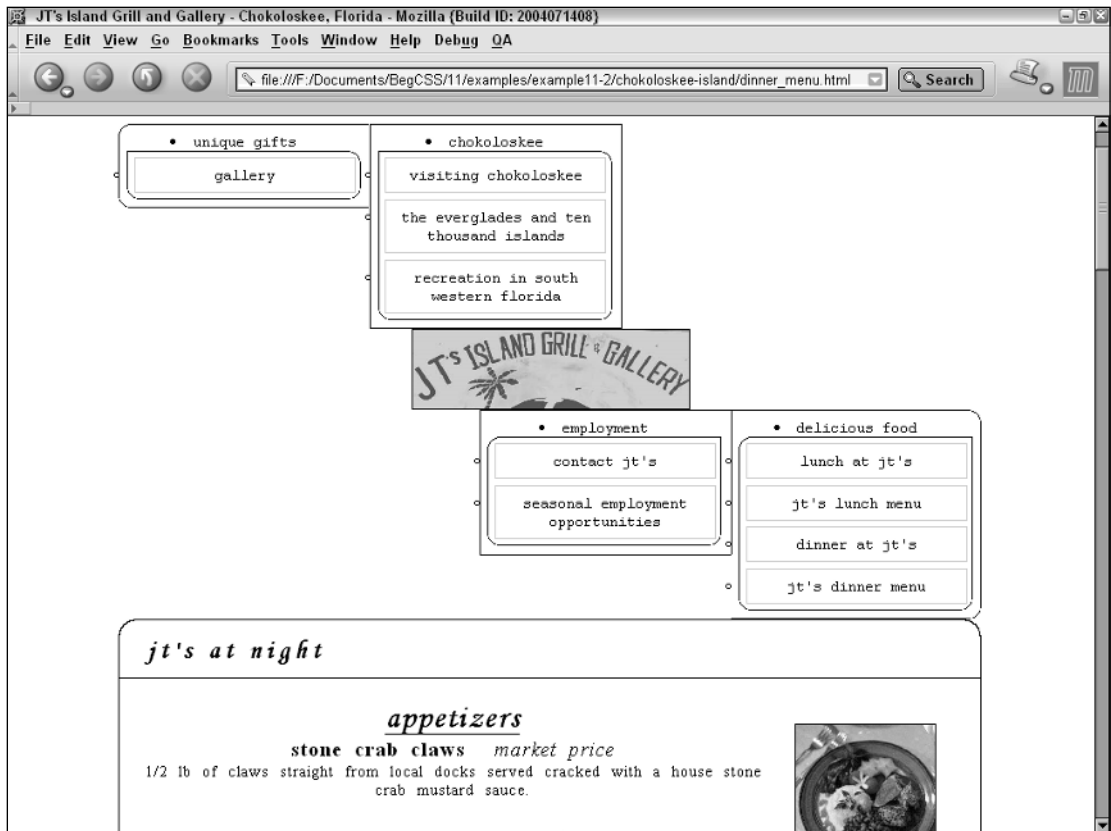 JT's Island Grill and Gallery - Chokoloskee, Florida - Mozilla {Build ID: 2004071408}
File Edit View Go Bookmarks Tools Window Help Debug QA
file:///F:/Documents/BegCSS/11/examples/example11-2/chokoloskee-island/dinner_menu.html Search
• unique gifts
gallery
• chokoloskee
visiting chokoloskee
the everglades and ten
thousand islands
recreation in south
western florida
JT's ISLAND GRILL & GALLERY
• employment
contact jt's
seasonal employment
opportunities
• delicious food
lunch at jt's
jt's lunch menu
dinner at jt's
jt's dinner menu
jt's at night
appetizers
stone crab claws market price
1/2 lb of claws straight from local docks served cracked with a house stone
crab mustard sauce.